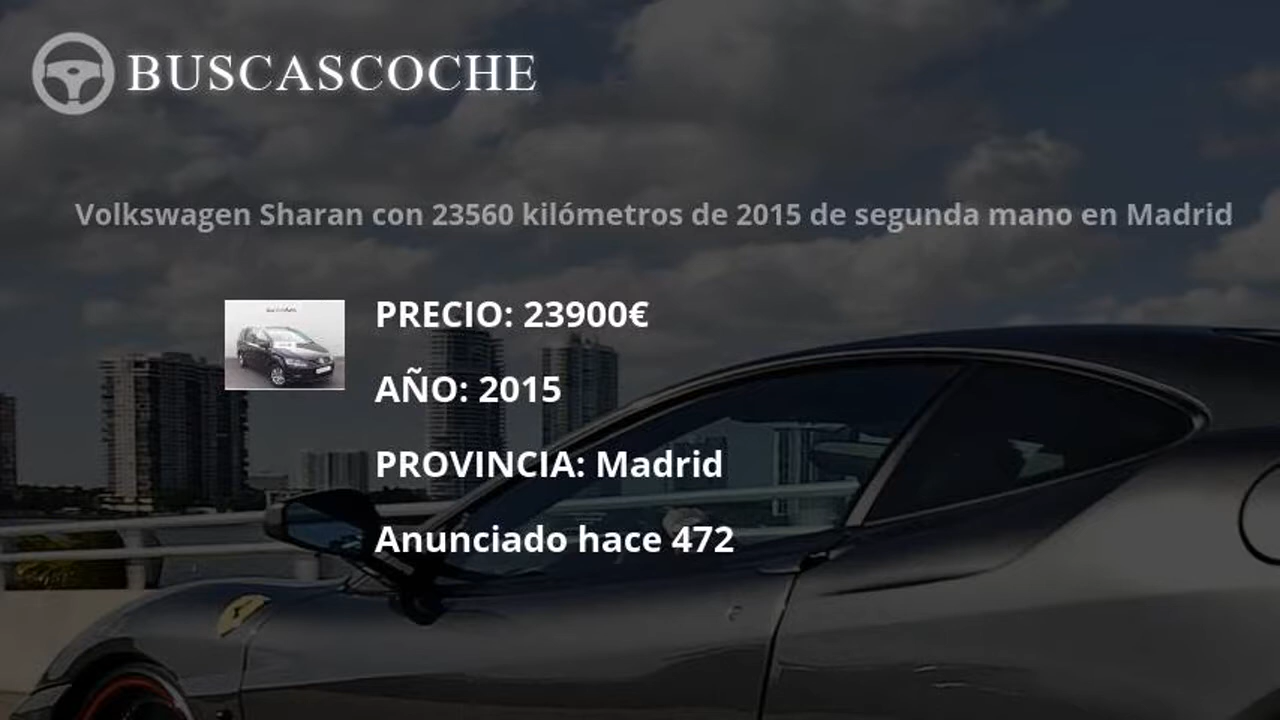 BUSCASCOCHE
Volkswagen Sharan con 23560 kilómetros de 2015 de segunda mano en Madrid
PRECIO: 23900€
AÑO: 2015
PROVINCIA: Madrid
Anunciado hace 472